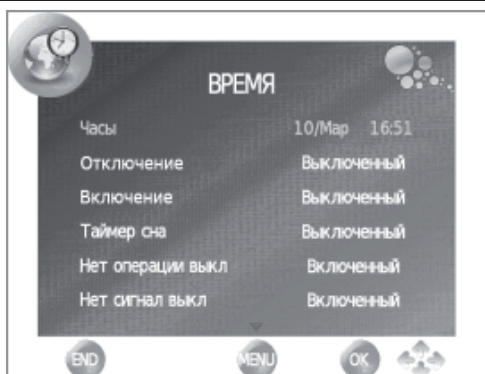 ВРЕМЯ
Часы 10/Мар 16:51
Отключение Выключенный
Включение Выключенный
Таймер сна Выключенный
Нет операции выкл Включенный
Нет сигнал выкл Включенный
END MENU OK